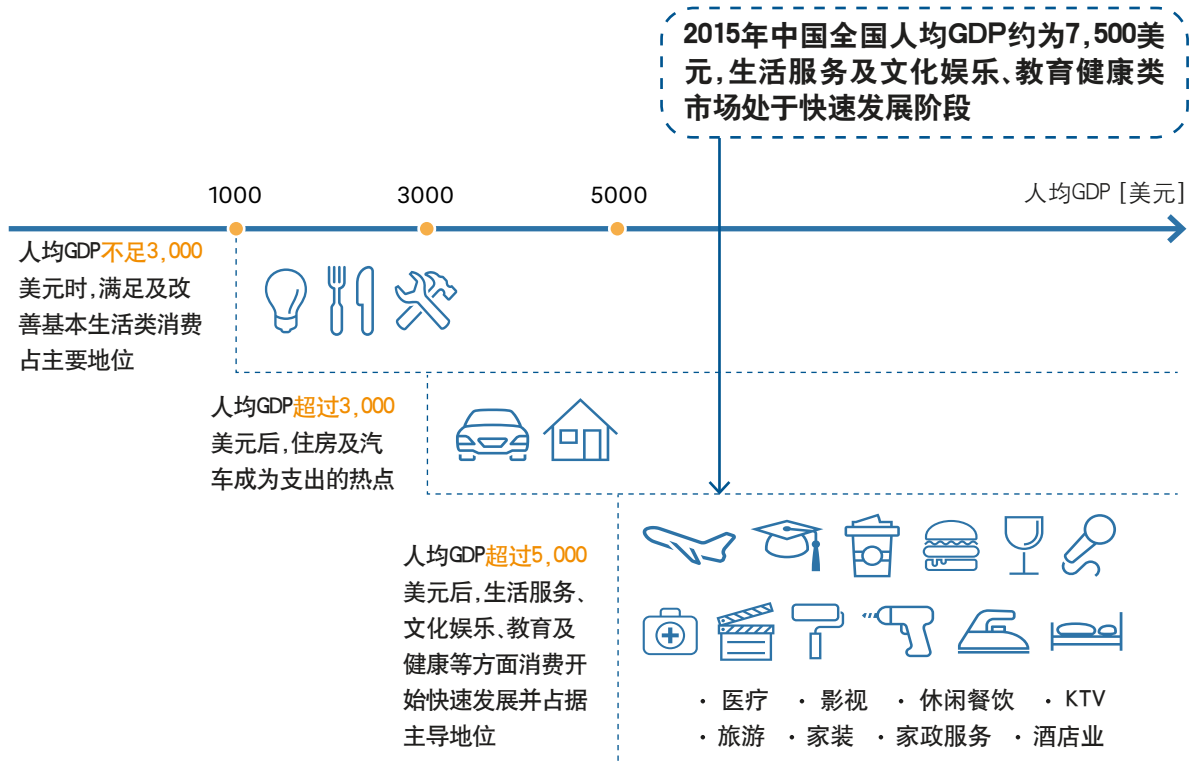 2015年中国全国人均GDP约为7,500美
元,生活服务及文化娱乐、教育健康类
市场处于快速发展阶段
1000
3000
5000
人均GDP [美元]
人均GDP不足3,000
美元时,满足及改
善基本生活类消费
占主要地位
人均GDP超过3,000
美元后,住房及汽
车成为支出的热点
人均GDP超过5,000
美元后,生活服务、
文化娱乐、教育及
健康等方面消费开
始快速发展并占据
主导地位
· 医疗 · 影视 · 休闲餐饮 · KTV
· 旅游 · 家装 · 家政服务 · 酒店业